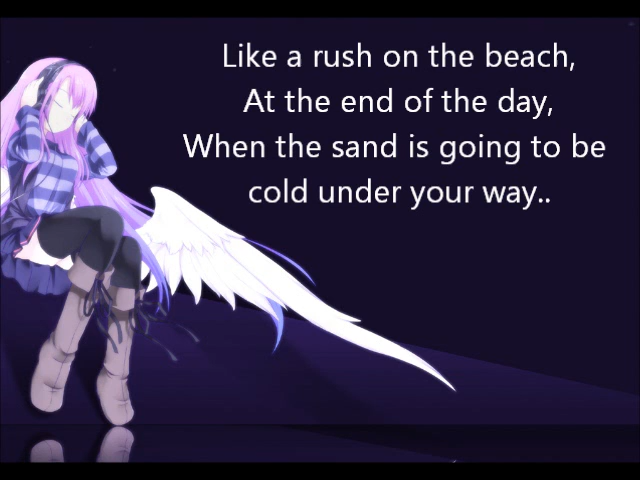 Like a rush on the beach,
At the end of the day,
When the sand is going to be
cold under your way..